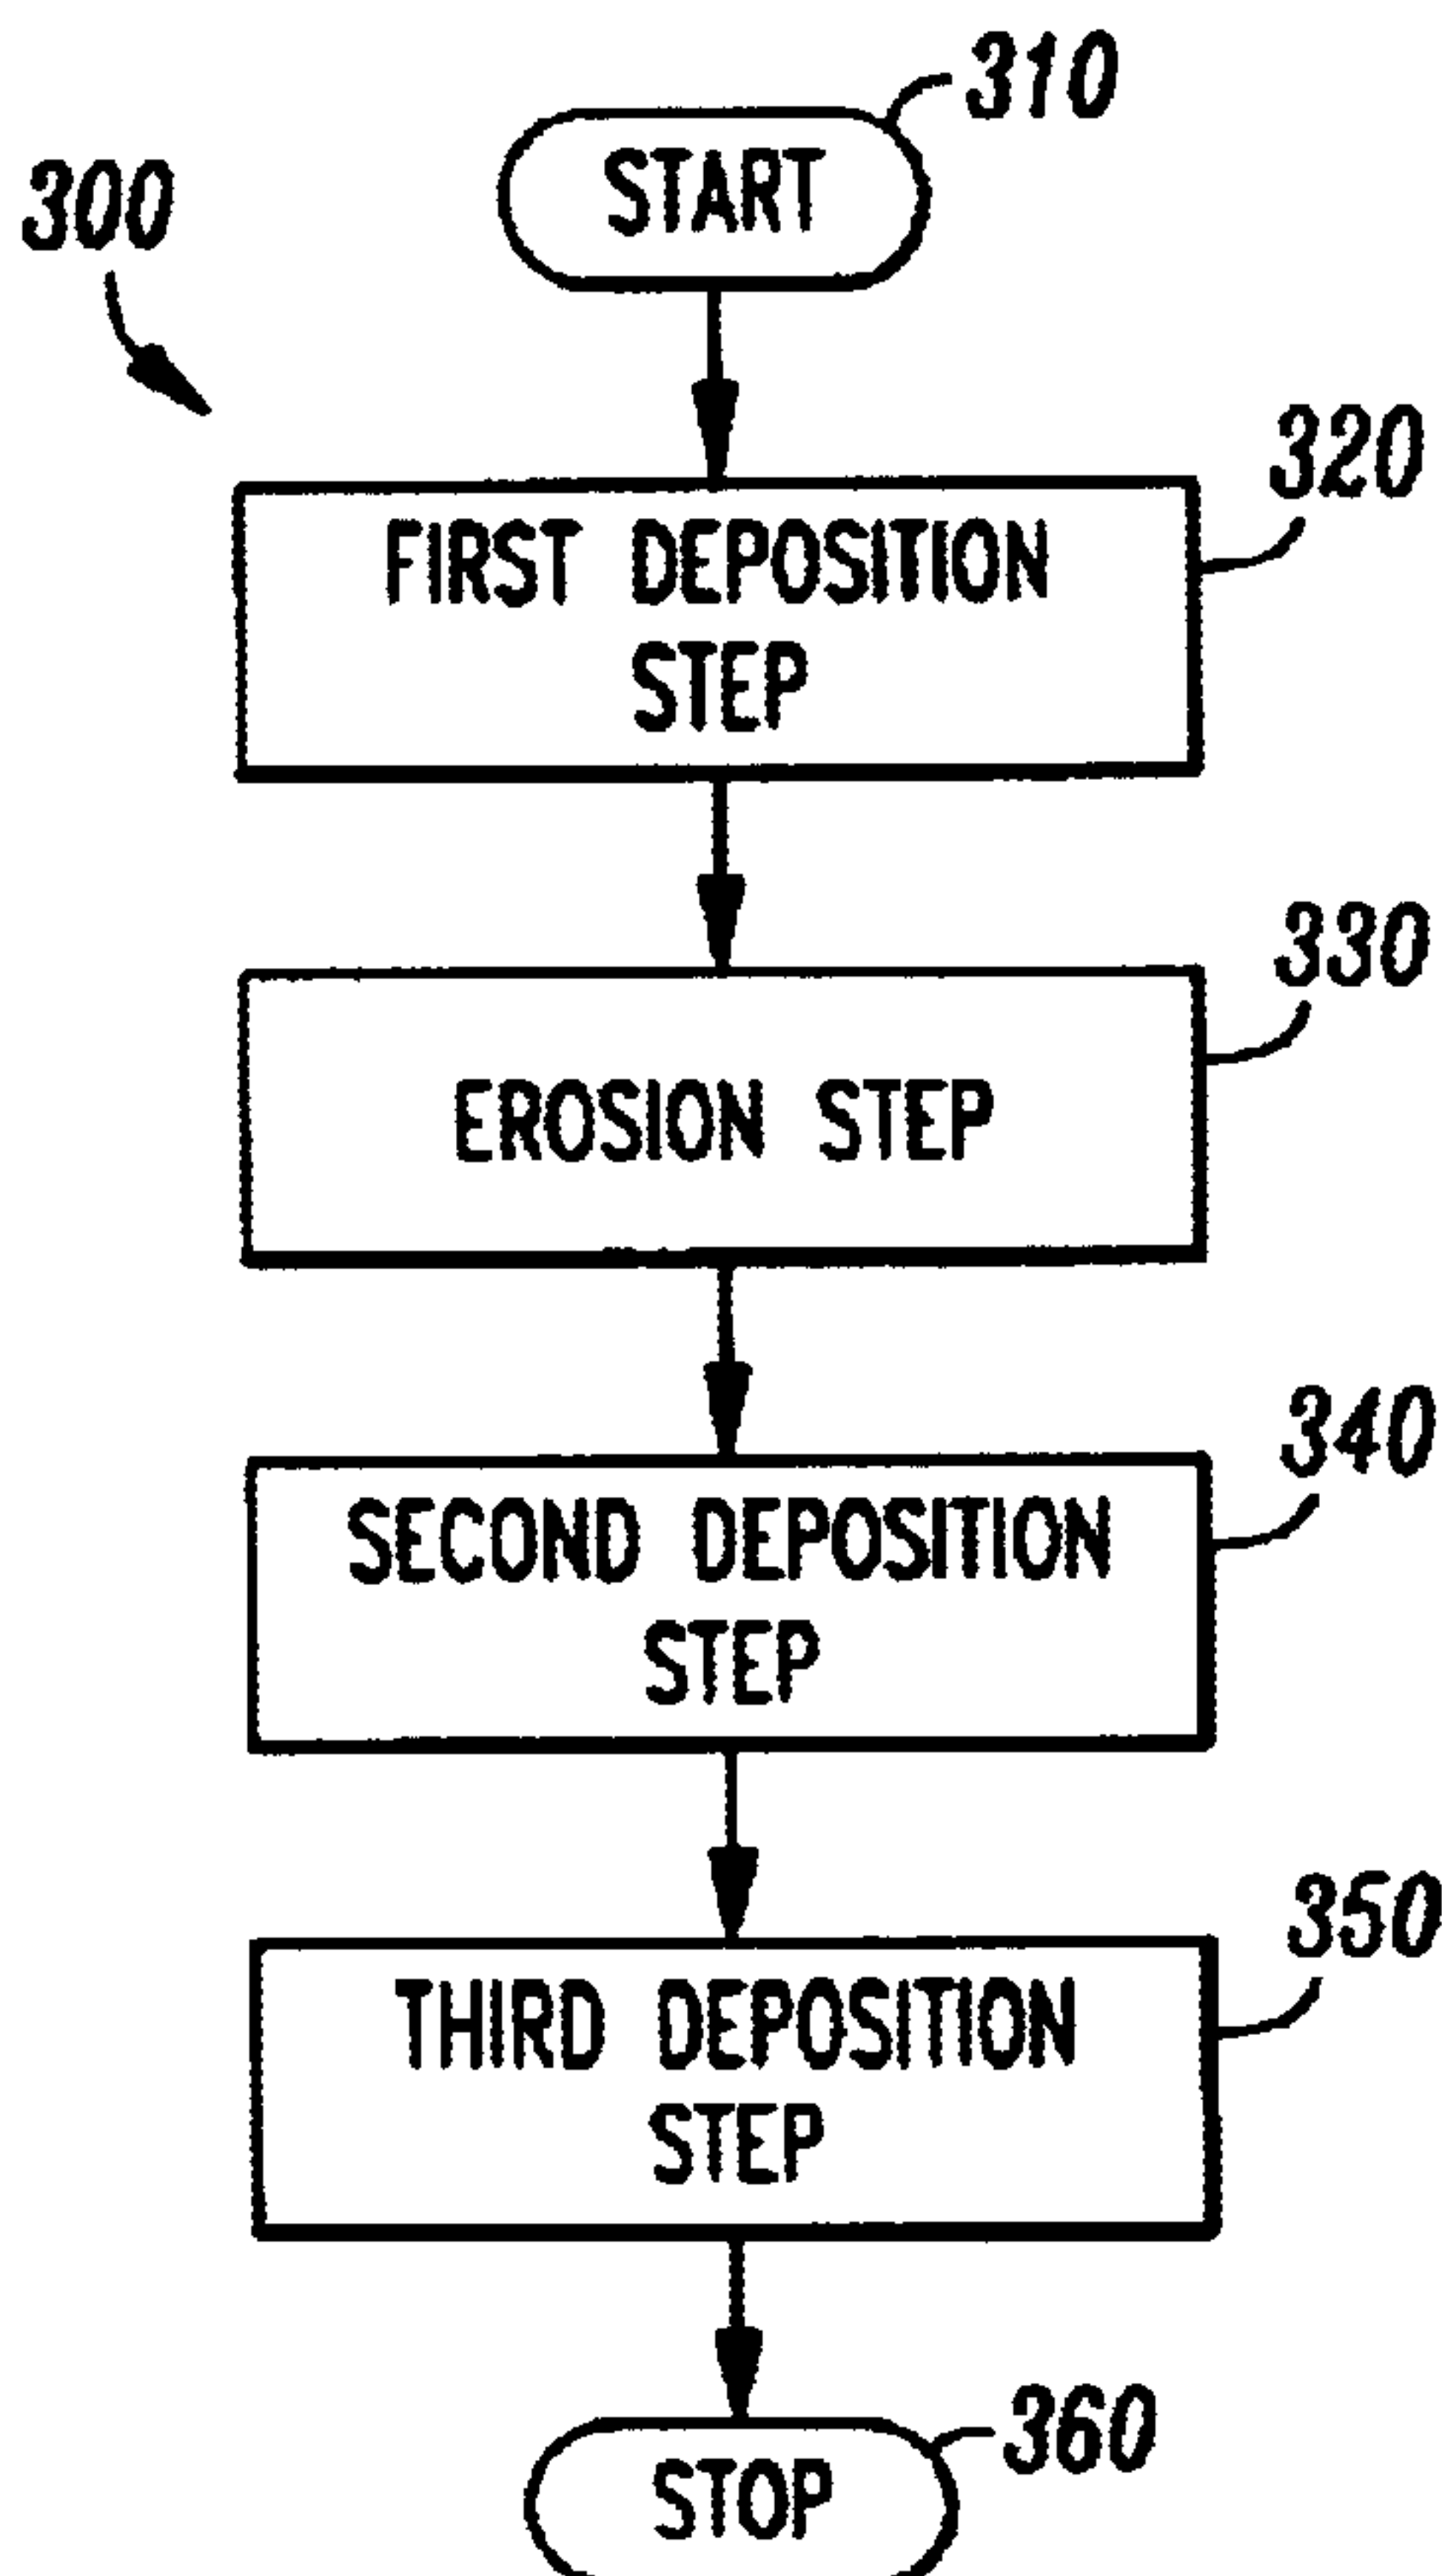 310
START
300
320
FIRST DEPOSITION
STEP
330
EROSION STEP
340
SECOND DEPOSITION
STEP
350
THIRD DEPOSITION
STEP
360
STOP